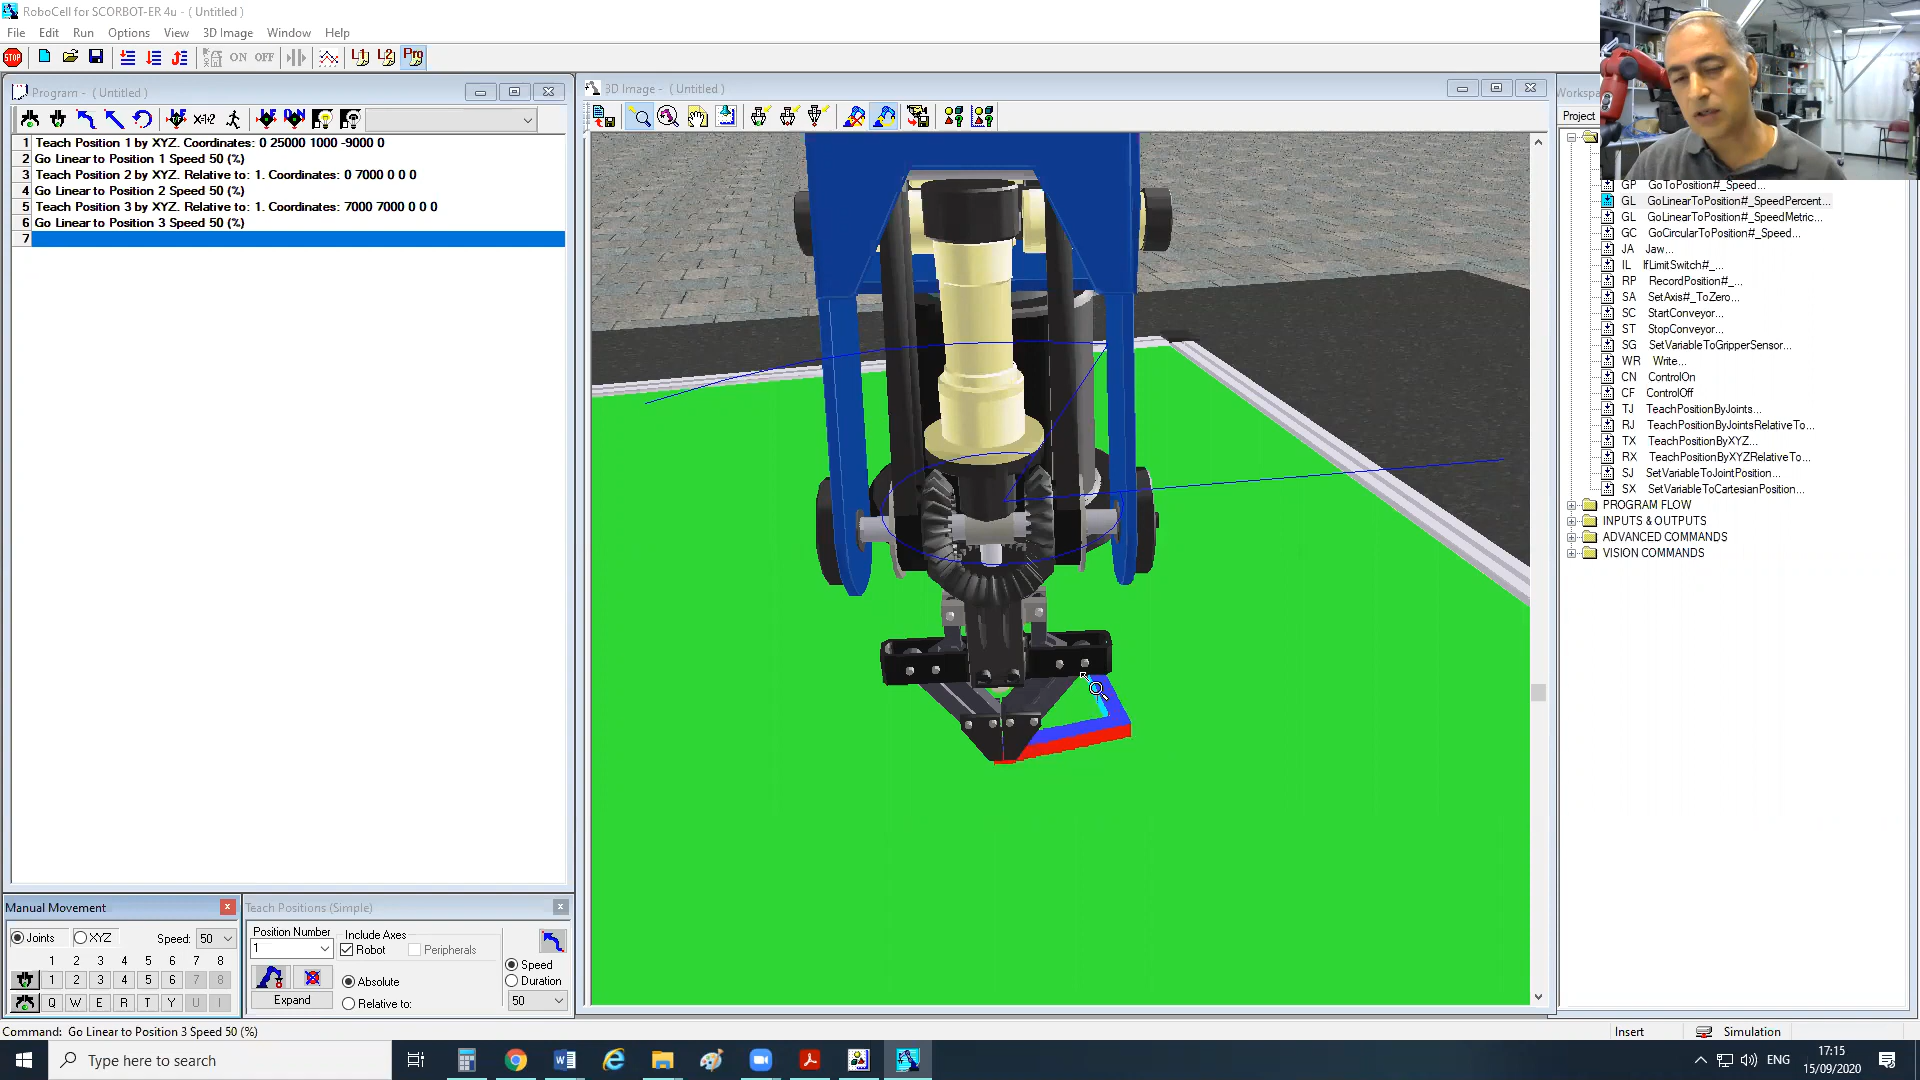 RoboCell for SCORBOT-ER 4u - ( Untitled )
File Edit Run Options View 3D Image Window Help
STOP ON OFF L1 L2 Pro
Program - ( Untitled )
1 Teach Position 1 by XYZ. Coordinates: 0 25000 1000 -9000 0
2 Go Linear to Position 1 Speed 50 (%)
3 Teach Position 2 by XYZ. Relative to: 1. Coordinates: 0 7000 0 0 0
4 Go Linear to Position 2 Speed 50 (%)
5 Teach Position 3 by XYZ. Relative to: 1. Coordinates: 7000 7000 0 0 0
6 Go Linear to Position 3 Speed 50 (%)
7
3D Image - ( Untitled )
Workspa
Project
GP GoToPosition#_Speed...
GL GoLinearToPosition#_SpeedPercent...
GL GoLinearToPosition#_SpeedMetric...
GC GoCircularToPosition#_Speed...
JA Jaw...
IL IfLimitSwitch#_...
RP RecordPosition#_...
SA SetAxis#_ToZero...
SC StartConveyor...
ST StopConveyor...
SG SetVariableToGripperSensor...
WR Write...
CN ControlOn
CF ControlOff
TJ TeachPositionByJoints...
RJ TeachPositionByJointsRelativeTo...
TX TeachPositionByXYZ...
RX TeachPositionByXYZRelativeTo...
SJ SetVariableToJointPosition...
SX SetVariableToCartesianPosition...
PROGRAM FLOW
INPUTS & OUTPUTS
ADVANCED COMMANDS
VISION COMMANDS
Manual Movement
Joints XYZ Speed: 50
1 2 3 4 5 6 7 8
1 2 3 4 5 6 7 8
Q W E R T Y U I
Teach Positions (Simple)
Position Number
1
Expand
Include Axes
Robot Peripherals
Absolute
Relative to:
Speed
Duration
50
Command: Go Linear to Position 3 Speed 50 (%)
Insert Simulation
Type here to search
ENG
17:15
15/09/2020